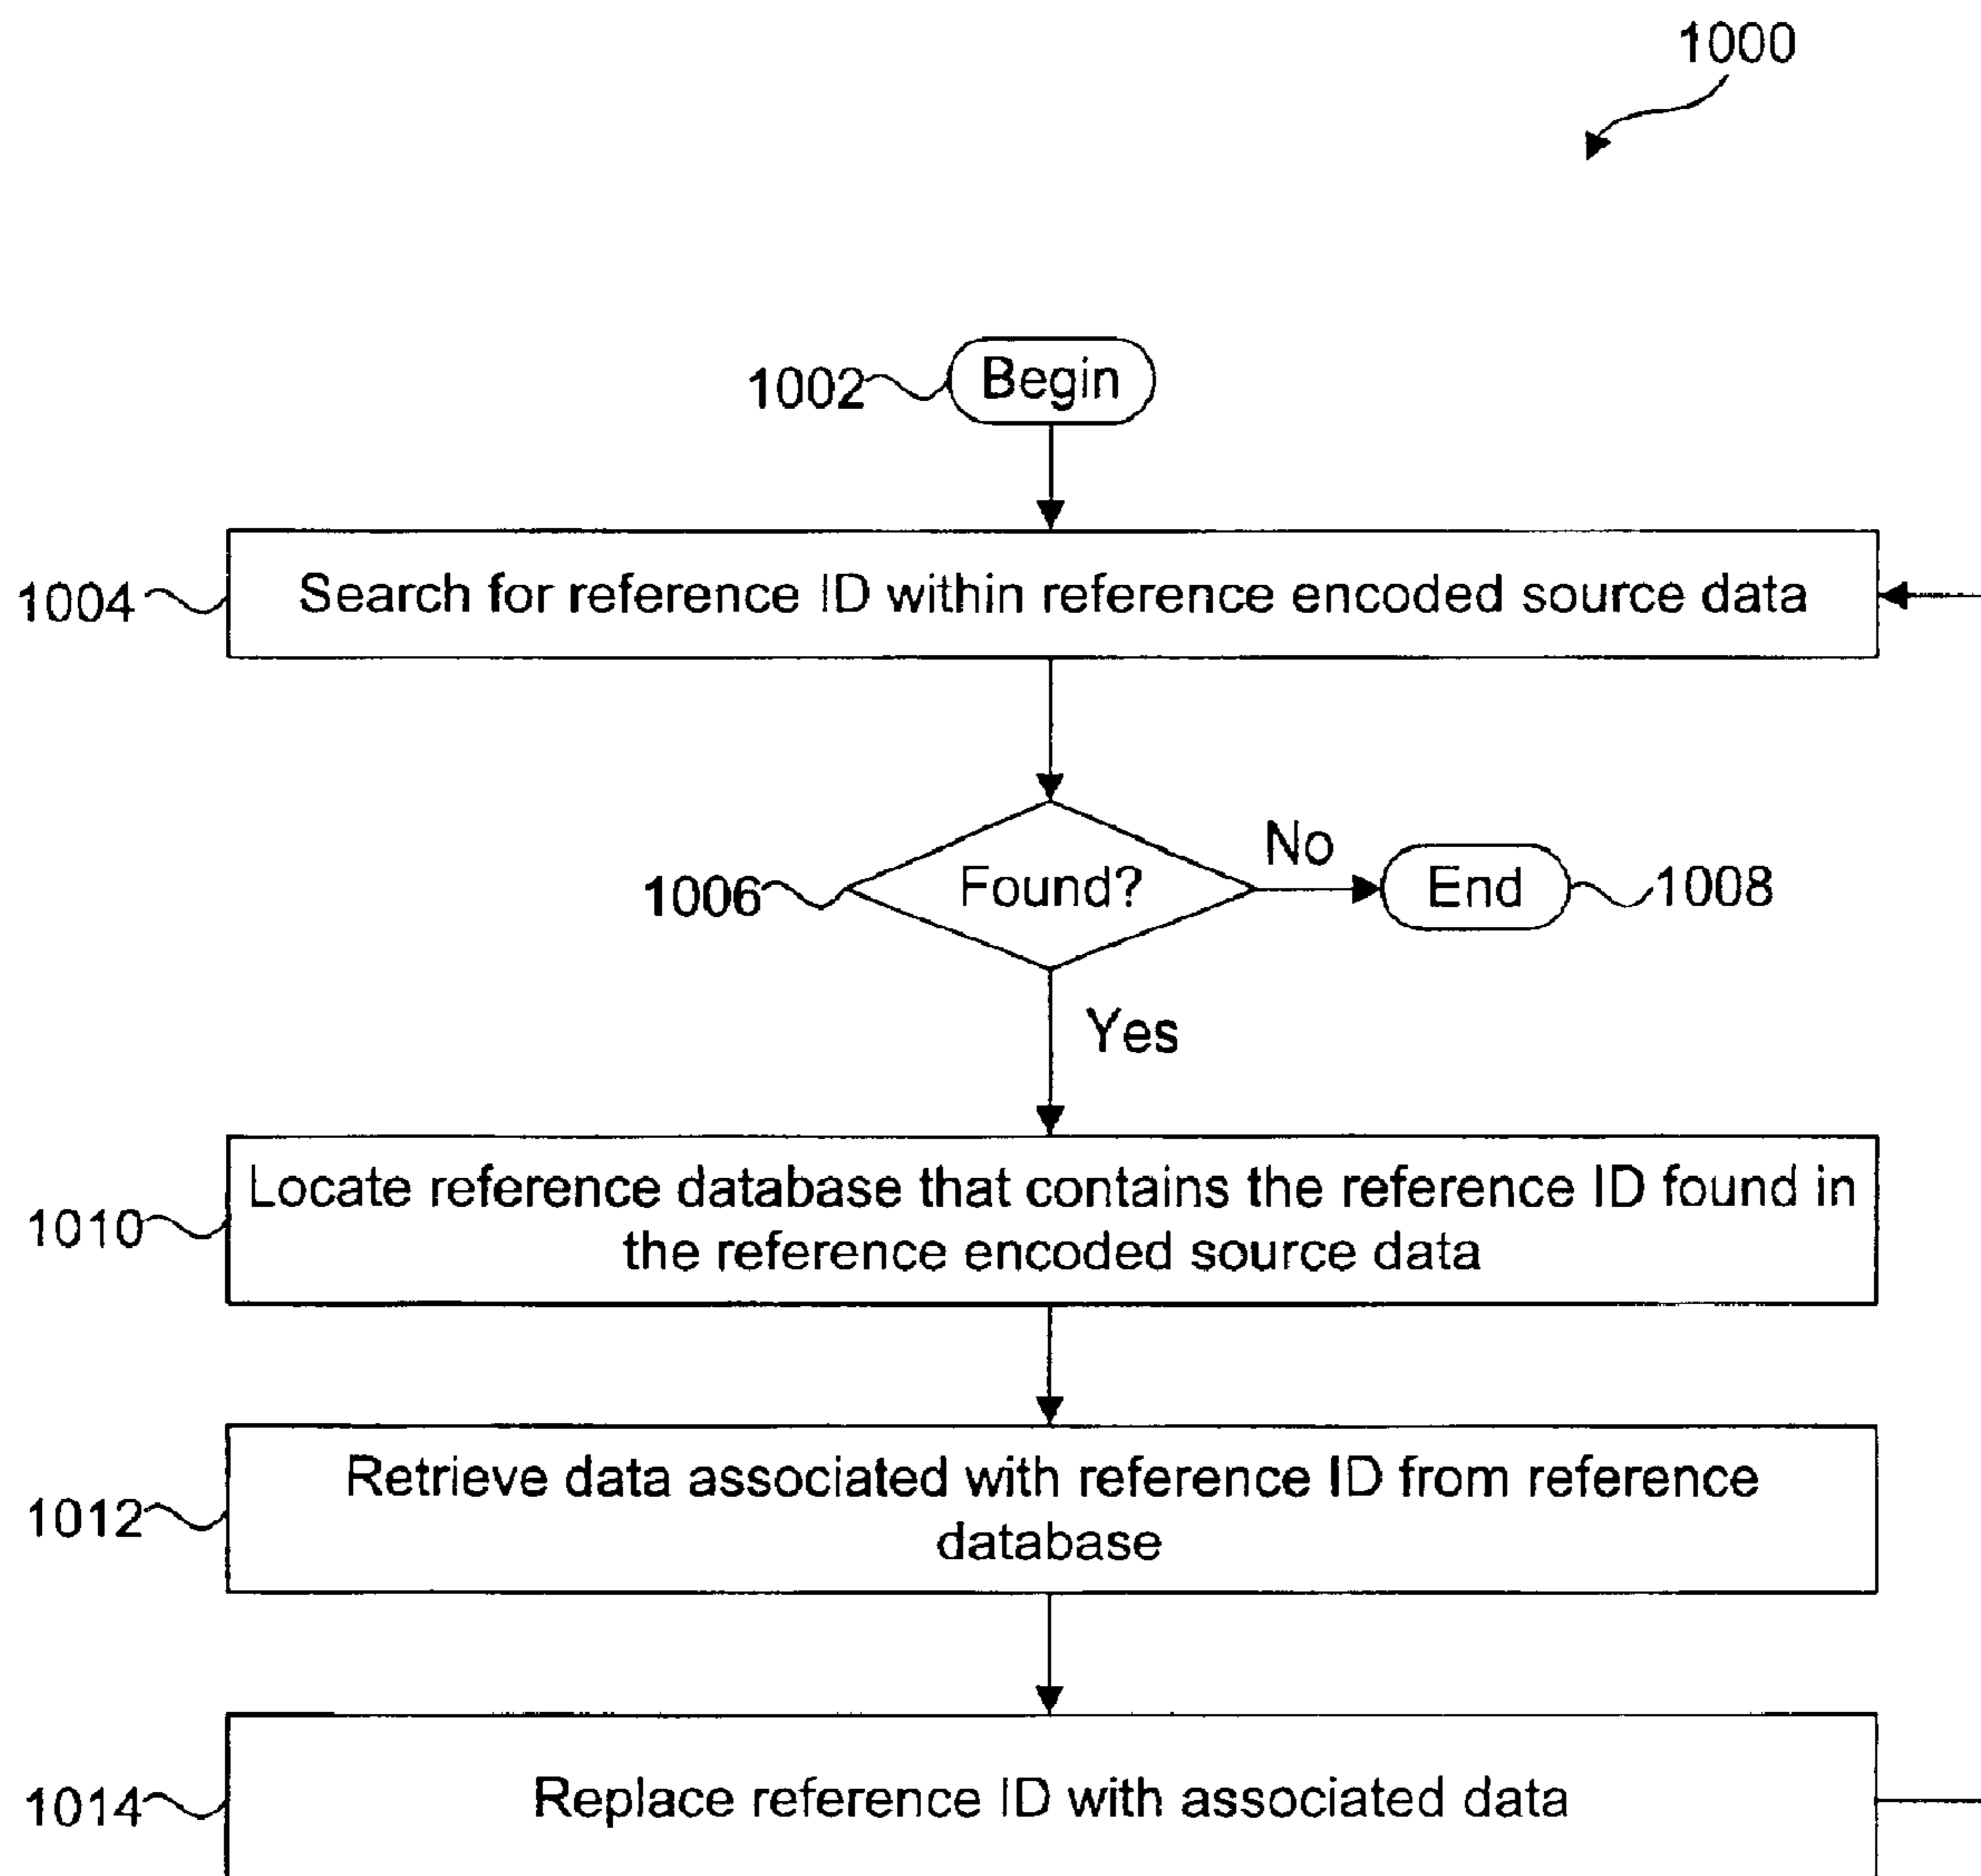 1000
1002
Begin
1004
Search for reference ID within reference encoded source data
1006
Found?
No
End
1008
Yes
1010
Locate reference database that contains the reference ID found in
the reference encoded source data
1012
Retrieve data associated with reference ID from reference
database
1014
Replace reference ID with associated data